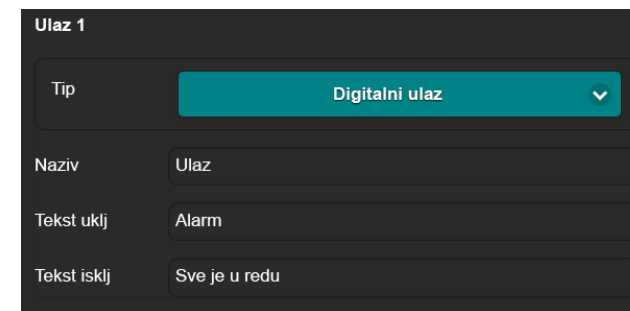 Ulaz 1
Tip Digitalni ulaz
Naziv Ulaz
Tekst uklj Alarm
Tekst isklj Sve je u redu